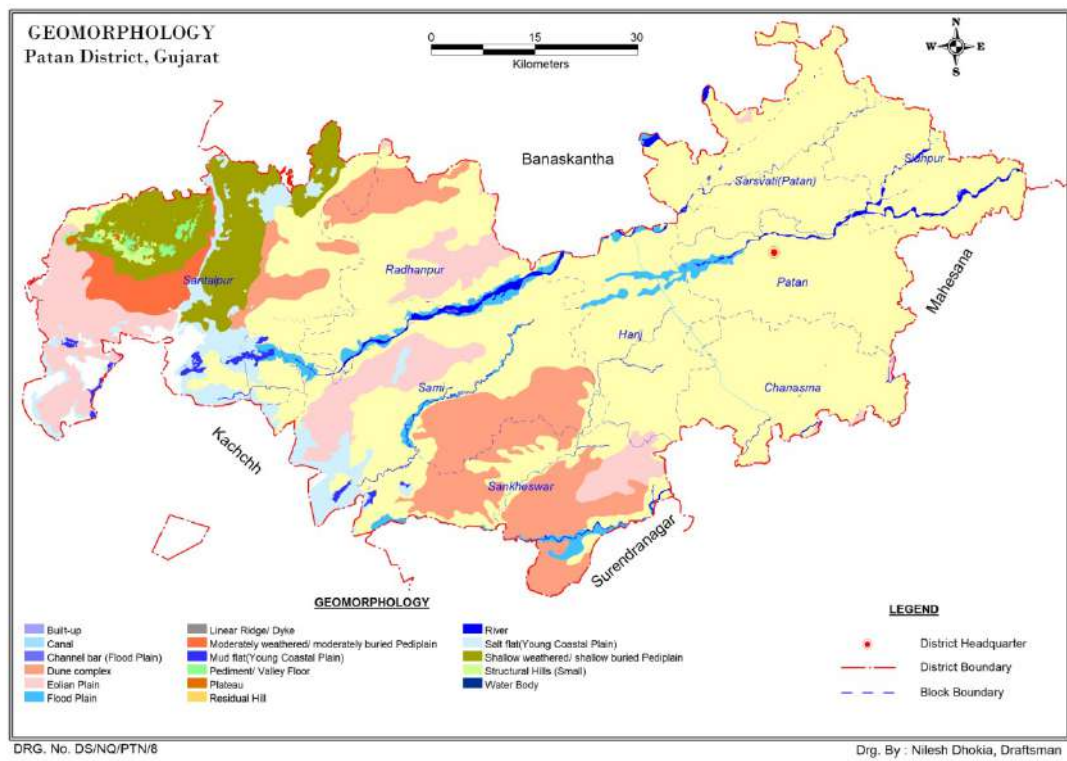 GEOMORPHOLOGY
Patan District, Gujarat
0 15 30
Kilometers
N
W E
S
Banaskantha
Sidhpur
Sarsvati(Patan)
Radhanpur
Santalpur
Patan
Mahesana
Harij
Sami
Chanasma
Kachchh
Sankheswar
Surendranagar
GEOMORPHOLOGY
Built-up
Canal
Channel bar (Flood Plain)
Dune complex
Eolian Plain
Flood Plain
Linear Ridge/ Dyke
Moderately weathered/ moderately buried Pediplain
Mud flat(Young Coastal Plain)
Pediment/ Valley Floor
Plateau
Residual Hill
River
Salt flat(Young Coastal Plain)
Shallow weathered/ shallow buried Pediplain
Structural Hills (Small)
Water Body
LEGEND
District Headquarter
District Boundary
Block Boundary
DRG. No. DS/NQ/PTN/8
Drg. By : Nilesh Dhokia, Draftsman